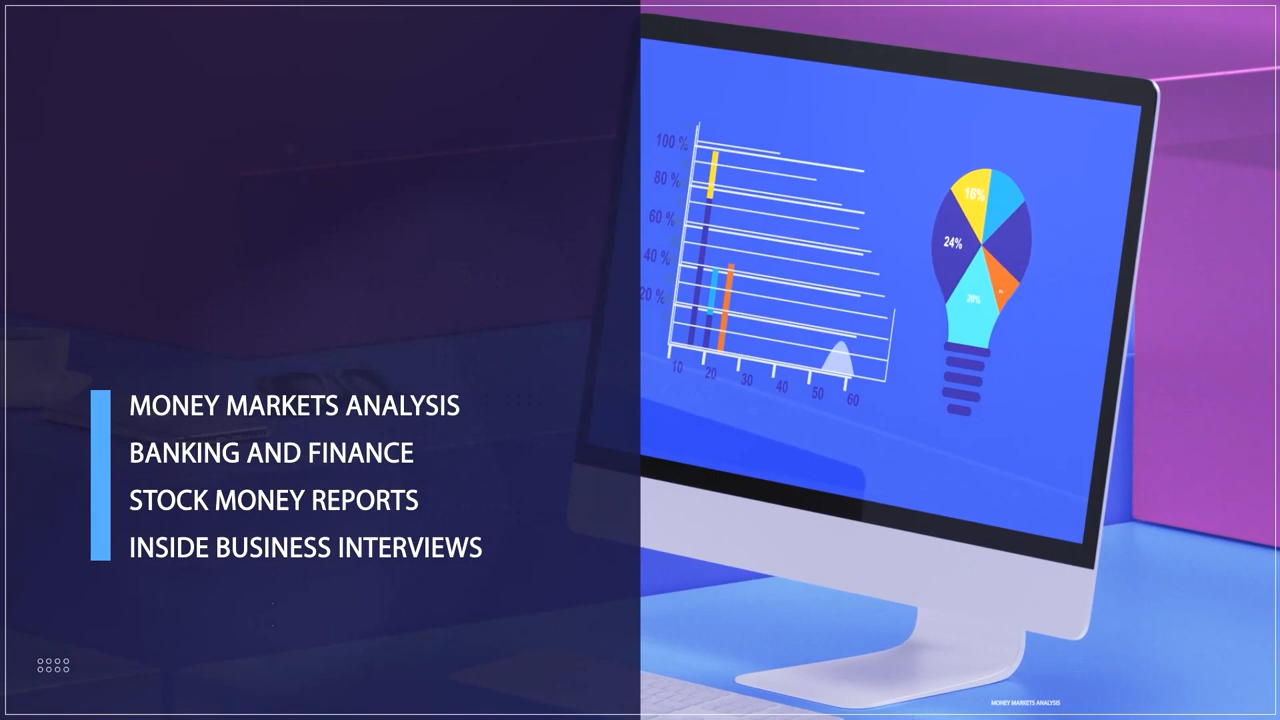 MONEY MARKETS ANALYSIS
BANKING AND FINANCE
STOCK MONEY REPORTS
INSIDE BUSINESS INTERVIEWS
100 %
80 %
60 %
40 %
20 %
10 20 30 40 50 60
16%
24%
20%
MONEY MARKETS ANALYSIS